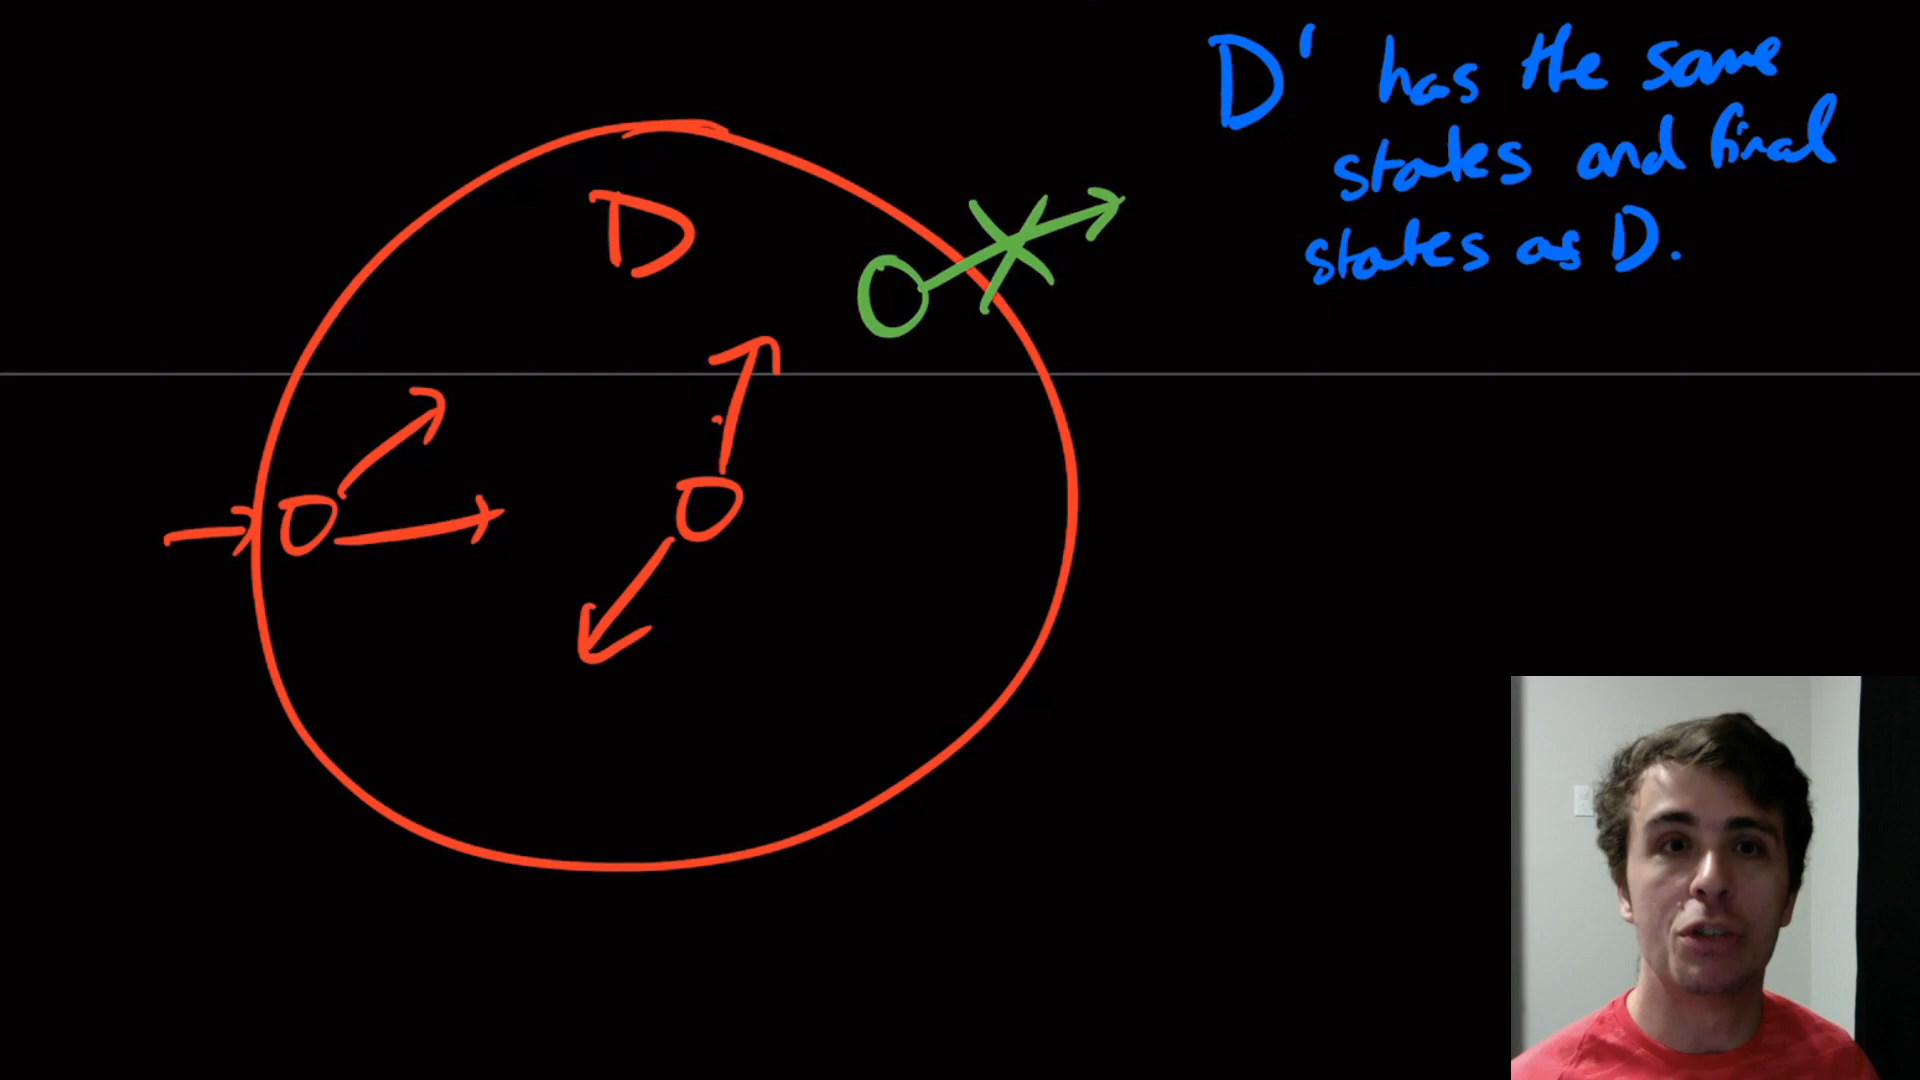 D' has the same
states and final
states as D.
D